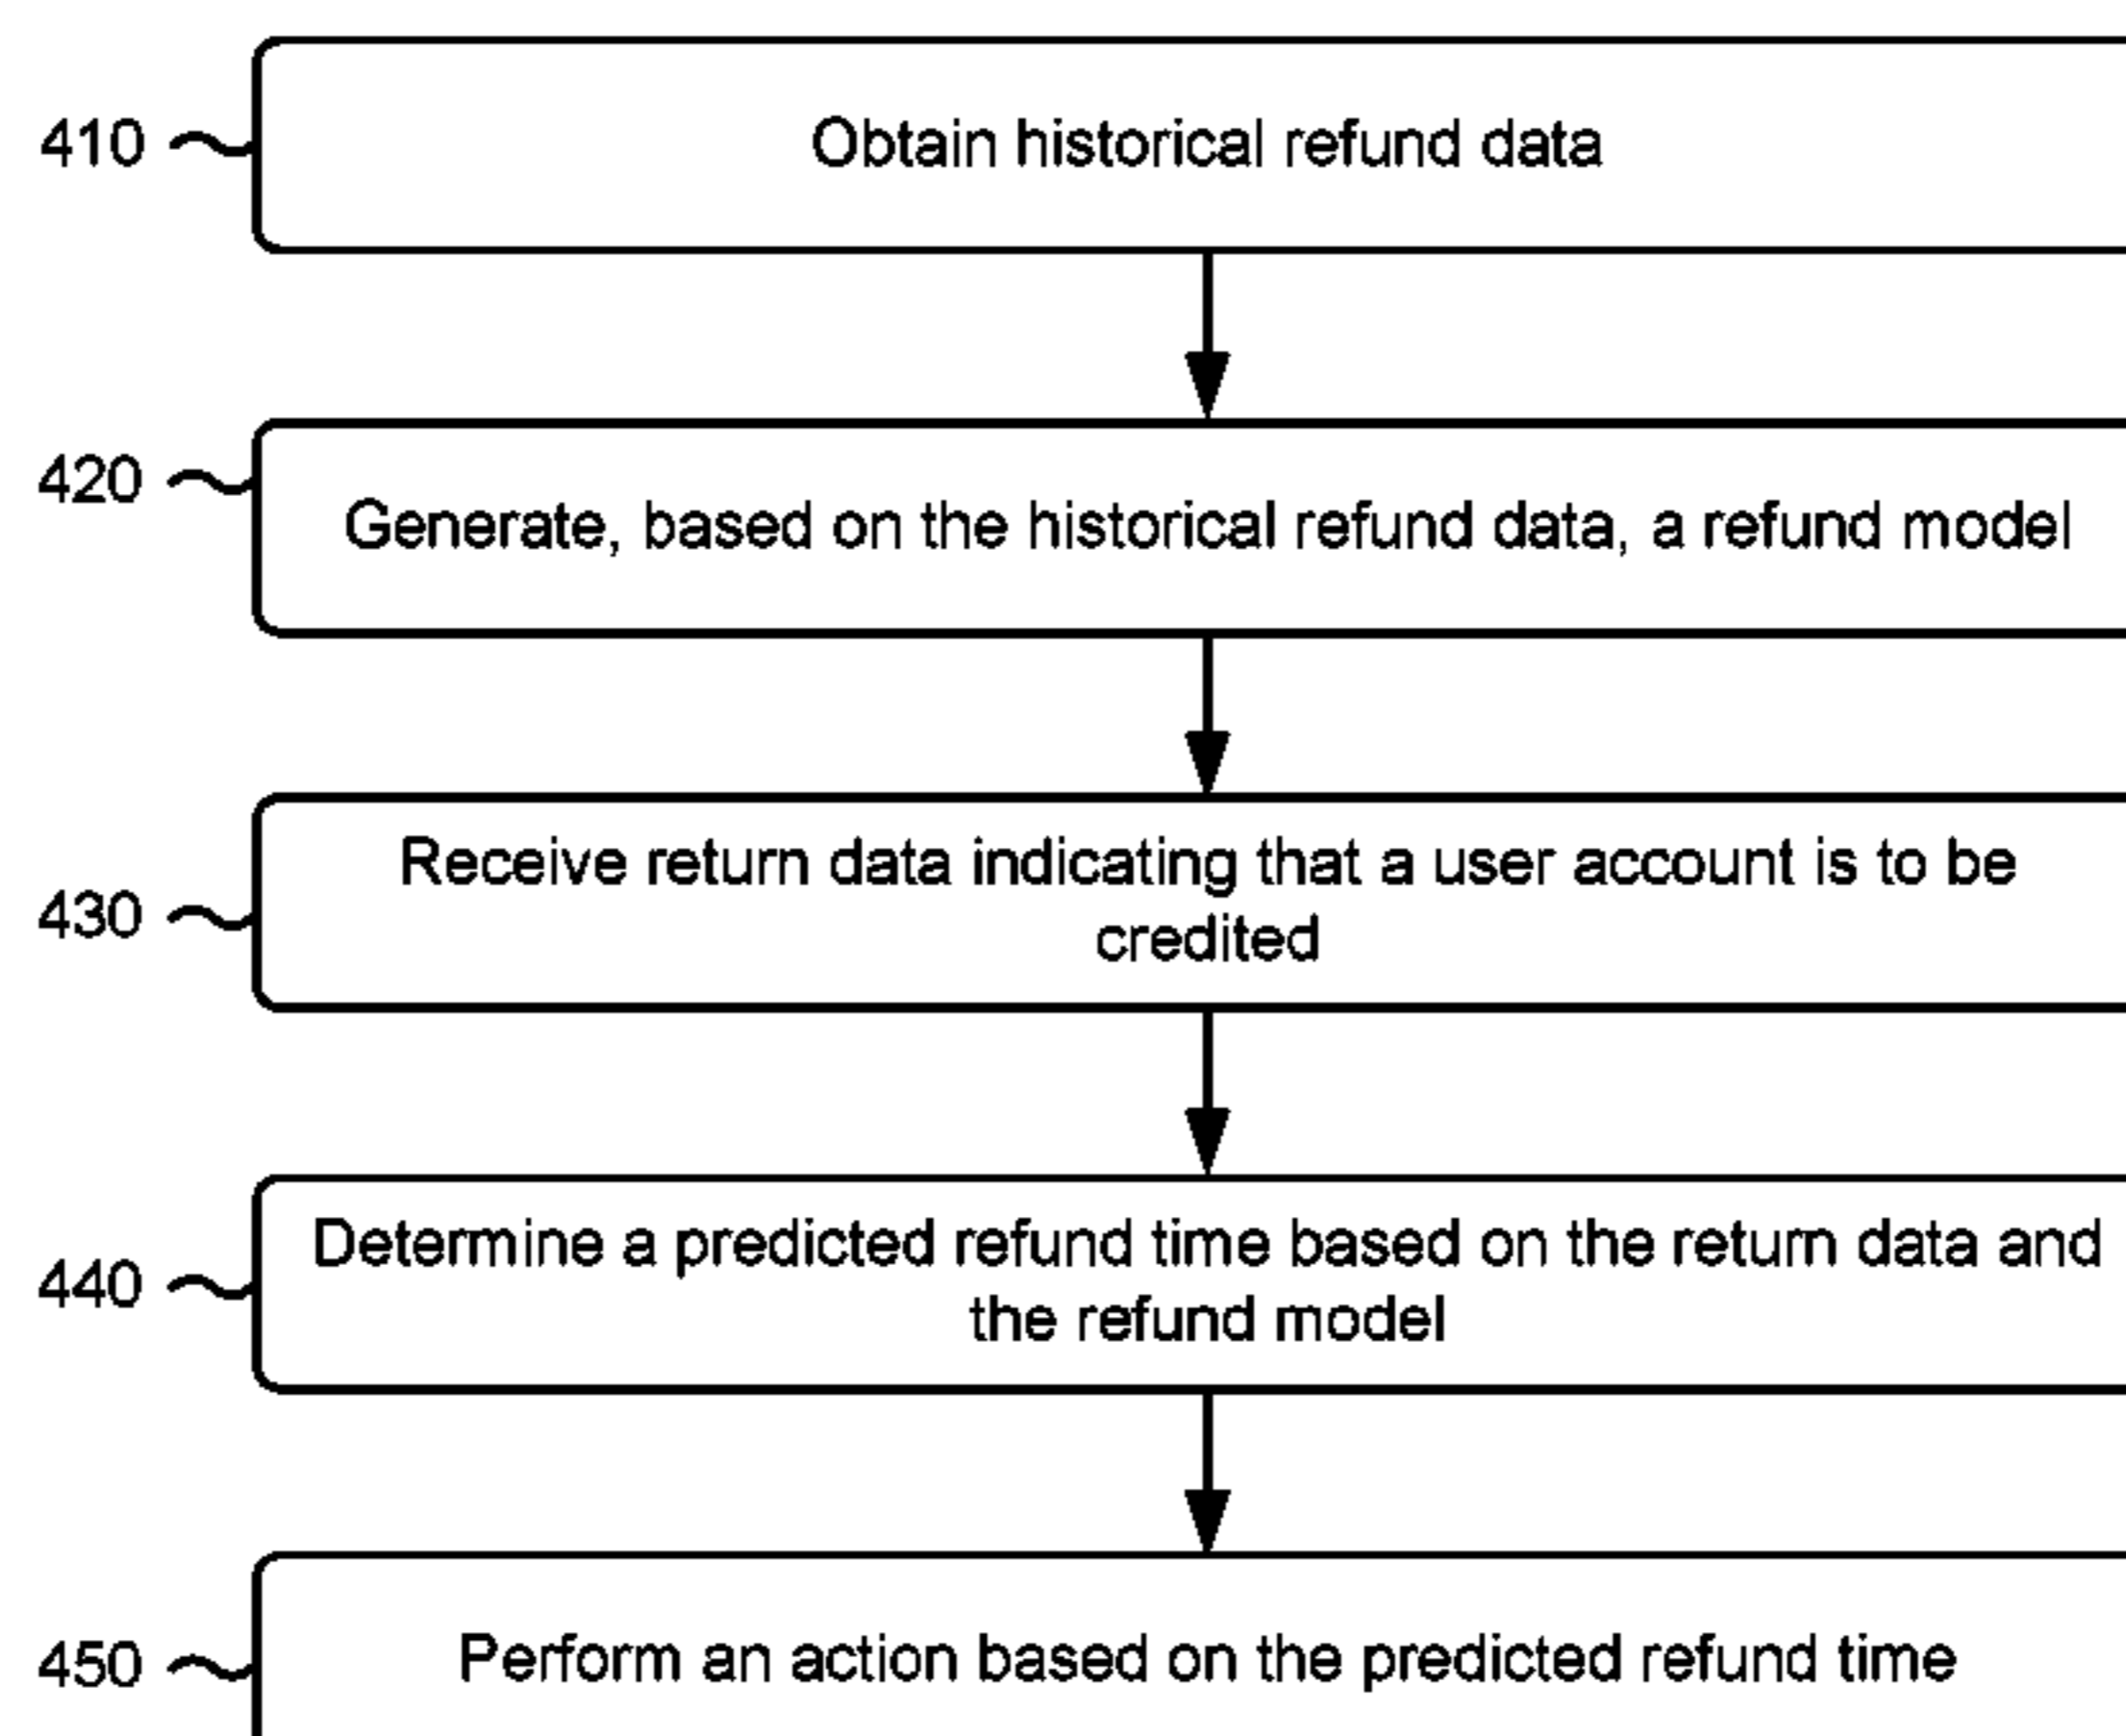 410
Obtain historical refund data
420
Generate, based on the historical refund data, a refund model
430
Receive return data indicating that a user account is to be
credited
440
Determine a predicted refund time based on the return data and
the refund model
450
Perform an action based on the predicted refund time